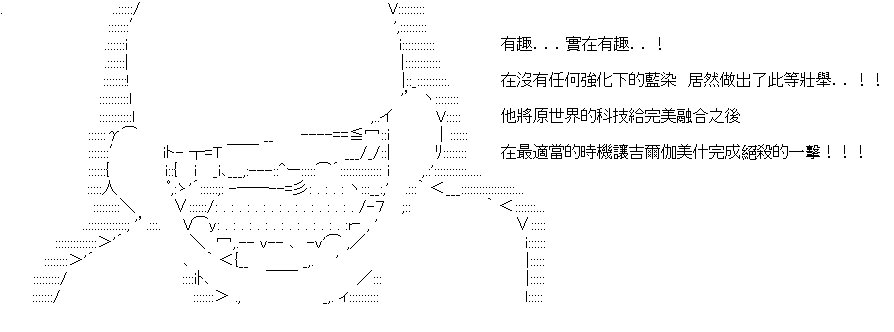 有趣...實在有趣..！
在沒有任何強化下的藍染　居然做出了此等壯舉..！！
他將原世界的科技給完美融合之後
在最適當的時機讓吉爾伽美什完成絕殺的一擊！！！